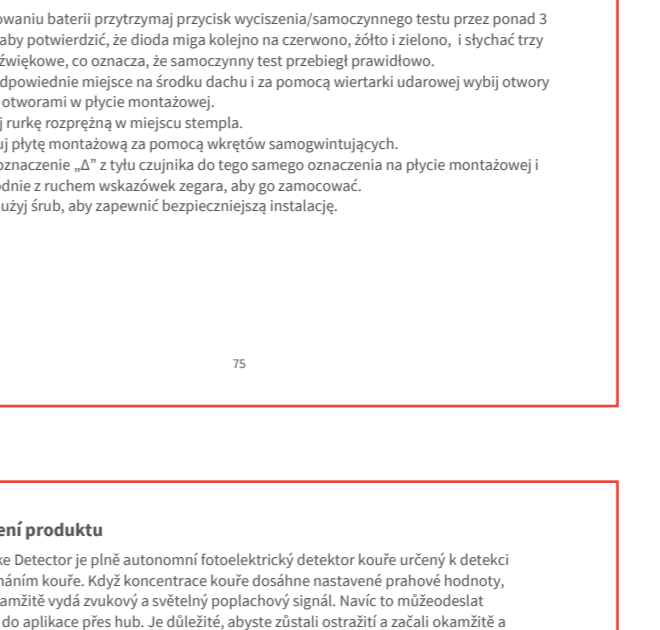 owaniu baterii przytrzymaj przycisk wyciszenia/samoczynnego testu przez ponad 3
aby potwierdzić, że dioda miga kolejno na czerwono, żółto i zielono,  i słychać trzy
źwiękowe, co oznacza, że samoczynny test przebiegł prawidłowo.
dpowiednie miejsce na środku dachu i za pomocą wiertarki udarowej wybij otwory
otworami w płycie montażowej.
j rurkę rozprężną w miejscu stempla.
uj płytę montażową za pomocą wkrętów samogwintujących.
oznaczenie „Δ” z tyłu czujnika do tego samego oznaczenia na płycie montażowej i
odnie z ruchem wskazówek zegara, aby go zamocować.
użyj śrub, aby zapewnić bezpieczniejszą instalację.
75
ení produktu
ke Detector je plně autonomní fotoelektrický detektor kouře určený k detekci
máním kouře. Když koncentrace kouře dosáhne nastavené prahové hodnoty,
amžitě vydá zvukový a světelný poplachový signál. Navíc to můžeodeslat
do aplikace přes hub. Je důležité, abyste zůstali ostražití a začali okamžitě a